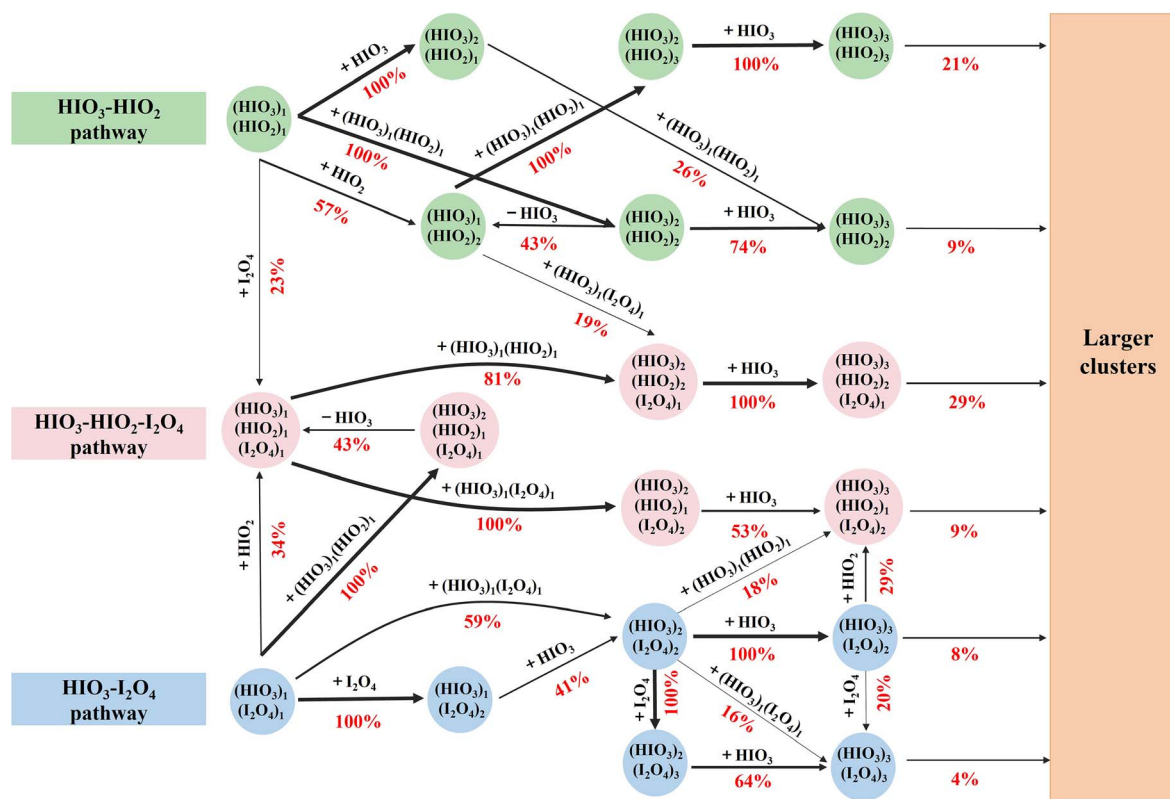 HIO₃-HIO₂
pathway
(HIO₃)₁
(HIO₂)₁
+ HIO₃
100%
(HIO₃)₂
(HIO₂)₁
+ (HIO₃)₁(HIO₂)₁
100%
+ HIO₂
57%
(HIO₃)₁
(HIO₂)₂
+ (HIO₃)₁(HIO₂)₁
100%
(HIO₃)₂
(HIO₂)₃
+ HIO₃
100%
(HIO₃)₃
(HIO₂)₃
21%
+ (HIO₃)₁(HIO₂)₁
26%
− HIO₃
43%
(HIO₃)₂
(HIO₂)₂
+ HIO₃
74%
(HIO₃)₃
(HIO₂)₂
9%
+ I₂O₄
23%
+ (HIO₃)₁(I₂O₄)₁
19%
HIO₃-HIO₂-I₂O₄
pathway
(HIO₃)₁
(HIO₂)₁
(I₂O₄)₁
+ (HIO₃)₁(HIO₂)₁
81%
− HIO₃
43%
(HIO₃)₂
(HIO₂)₁
(I₂O₄)₁
(HIO₃)₂
(HIO₂)₂
(I₂O₄)₁
+ HIO₃
100%
(HIO₃)₃
(HIO₂)₂
(I₂O₄)₁
29%
+ (HIO₃)₁(I₂O₄)₁
100%
(HIO₃)₂
(HIO₂)₁
(I₂O₄)₂
+ HIO₃
53%
(HIO₃)₃
(HIO₂)₁
(I₂O₄)₂
9%
+ HIO₂
34%
+ (HIO₃)₁(HIO₂)₁
100%
+ (HIO₃)₁(HIO₂)₁
18%
+ HIO₂
29%
HIO₃-I₂O₄
pathway
(HIO₃)₁
(I₂O₄)₁
+ (HIO₃)₁(I₂O₄)₁
59%
+ I₂O₄
100%
(HIO₃)₁
(I₂O₄)₂
+ HIO₃
41%
(HIO₃)₂
(I₂O₄)₂
+ HIO₃
100%
(HIO₃)₃
(I₂O₄)₂
8%
+ I₂O₄
100%
+ (HIO₃)₁(I₂O₄)₁
16%
+ I₂O₄
20%
(HIO₃)₂
(I₂O₄)₃
+ HIO₃
64%
(HIO₃)₃
(I₂O₄)₃
4%
Larger
clusters